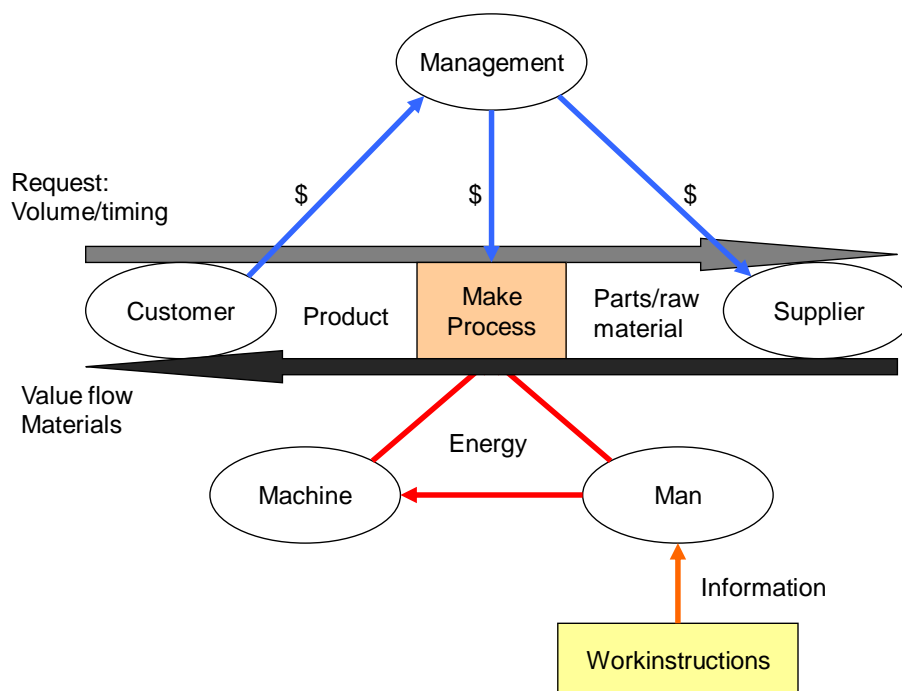 Management
Request:
Volume/timing
$
$
$
Customer
Product
Make
Process
Parts/raw
material
Supplier
Value flow
Materials
Energy
Machine
Man
Information
Workinstructions